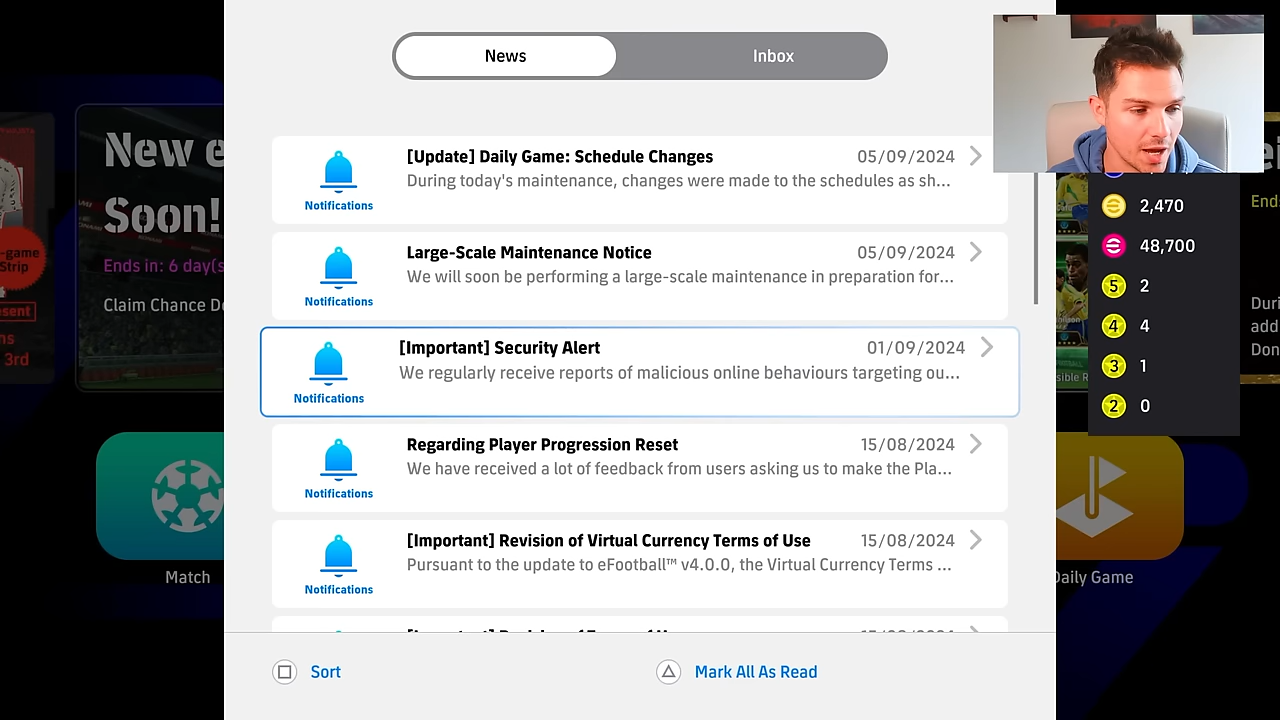 News
Inbox
[Update] Daily Game: Schedule Changes
05/09/2024
During today's maintenance, changes were made to the schedules as sh...
Notifications
Large-Scale Maintenance Notice
05/09/2024
We will soon be performing a large-scale maintenance in preparation for...
Notifications
[Important] Security Alert
01/09/2024
We regularly receive reports of malicious online behaviours targeting ou...
Notifications
Regarding Player Progression Reset
15/08/2024
We have received a lot of feedback from users asking us to make the Pla...
Notifications
[Important] Revision of Virtual Currency Terms of Use
15/08/2024
Pursuant to the update to eFootball™ v4.0.0, the Virtual Currency Terms ...
Notifications
Sort
Mark All As Read
New e
Soon!
Ends in: 6 day(s
Claim Chance De
-game
Strip
3rd
Match
2,470
48,700
5 2
4 4
3 1
2 0
Ends
Duri
add
Don
Daily Game